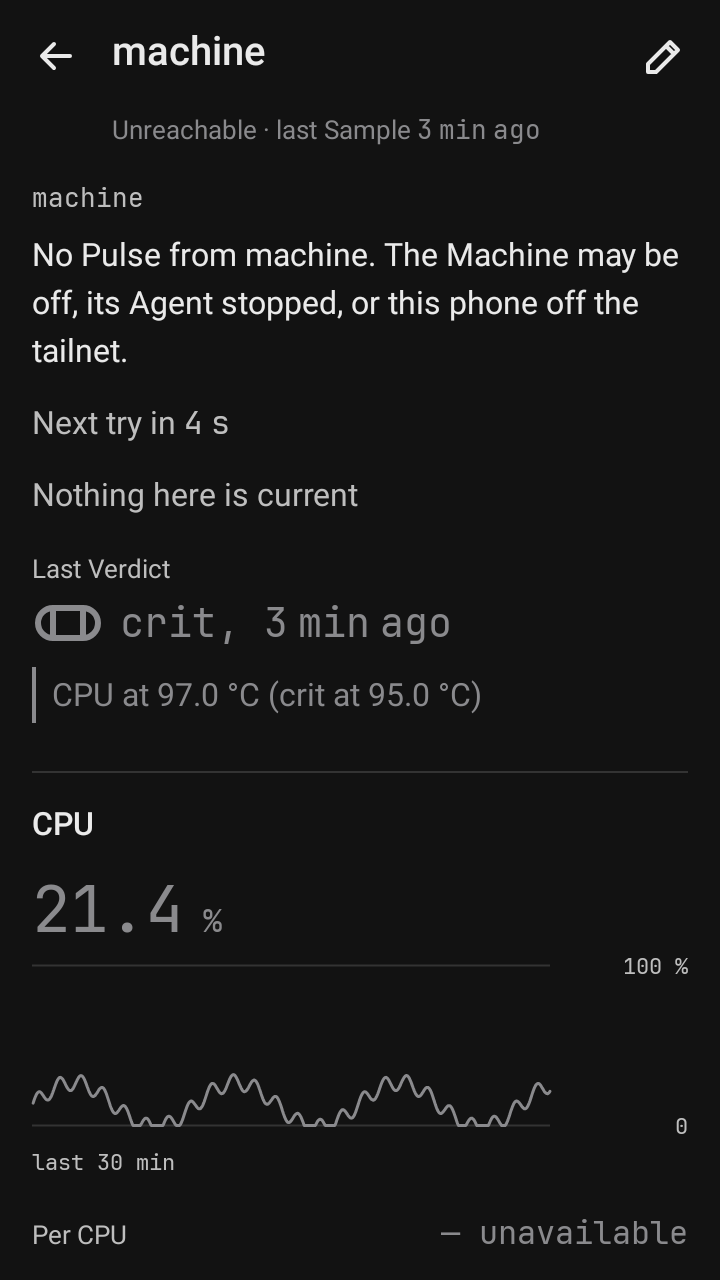 machine
Unreachable · last Sample 3 min ago
machine
No Pulse from machine. The Machine may be
off, its Agent stopped, or this phone off the
tailnet.
Next try in 4 s
Nothing here is current
Last Verdict
crit, 3 min ago
CPU at 97.0 °C (crit at 95.0 °C)
CPU
21.4 %
100 %
0
last 30 min
Per CPU — unavailable